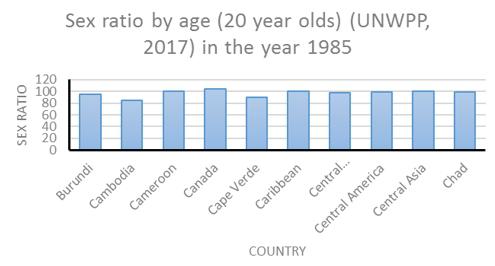 Sex ratio by age (20 year olds) (UNWPP,
2017) in the year 1985
120
100
80
60
40
20
0
SEX RATIO
Burundi
Cambodia
Cameroon
Canada
Cape Verde
Caribbean
Central...
Central America
Central Asia
Chad
COUNTRY